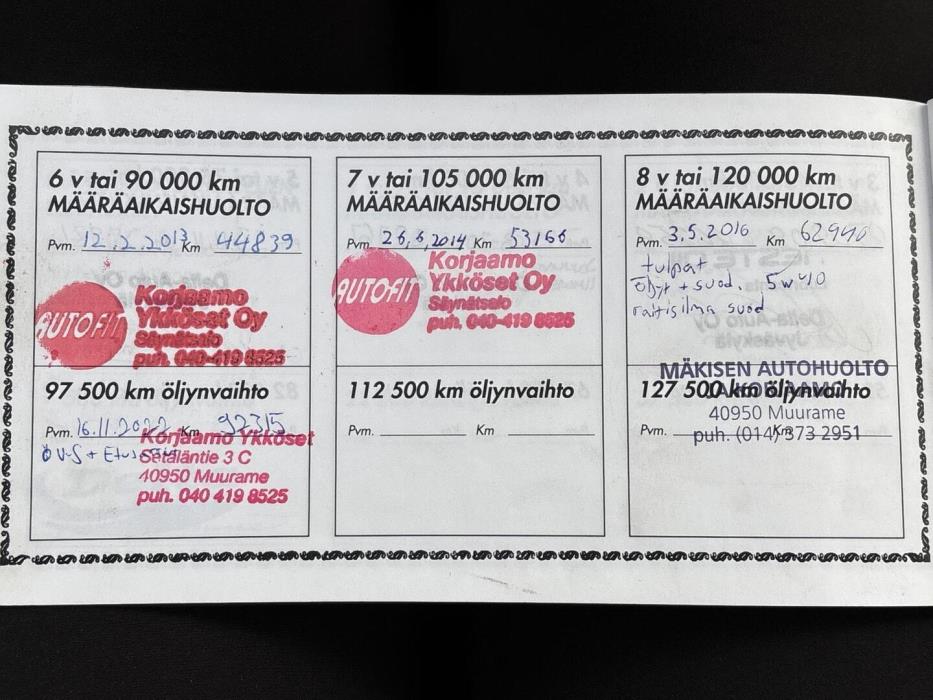 6 v tai 90 000 km
MÄÄRÄAIKAISHUOLTO
Pvm. 12.2.2013 Km 44839
AUTOFIT
Korjaamo
Ykköset Oy
Säynätsalo
puh. 040-419 8525
97 500 km öljynvaihto
Pvm. 16.11.2022 Km 92315
Korjaamo Ykköset
ÖV+S +
Setäläntie 3 C
40950 Muurame
puh. 040 419 8525
7 v tai 105 000 km
MÄÄRÄAIKAISHUOLTO
Pvm. 26.6.2014 Km 53166
AUTOFIT
Korjaamo
Ykköset Oy
Säynätsalo
puh. 040-419 8525
112 500 km öljynvaihto
Pvm. Km
8 v tai 120 000 km
MÄÄRÄAIKAISHUOLTO
Pvm. 3.5.2016 Km 62940
tulpat
öljyt + suod. 5w40
raitisilma suod
MÄKISEN AUTOHUOLTO
JA KORJAAMO
127 500 km öljynvaihto
40950 Muurame
Pvm. Km
puh. (014) 373 2951